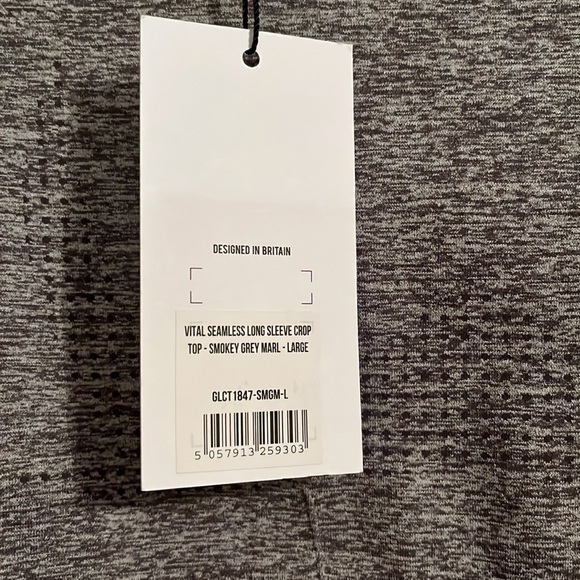 DESIGNED IN BRITAIN
VITAL SEAMLESS LONG SLEEVE CROP
TOP - SMOKEY GREY MARL - LARGE
GLCT1847-SMGM-L
5 057913 259303